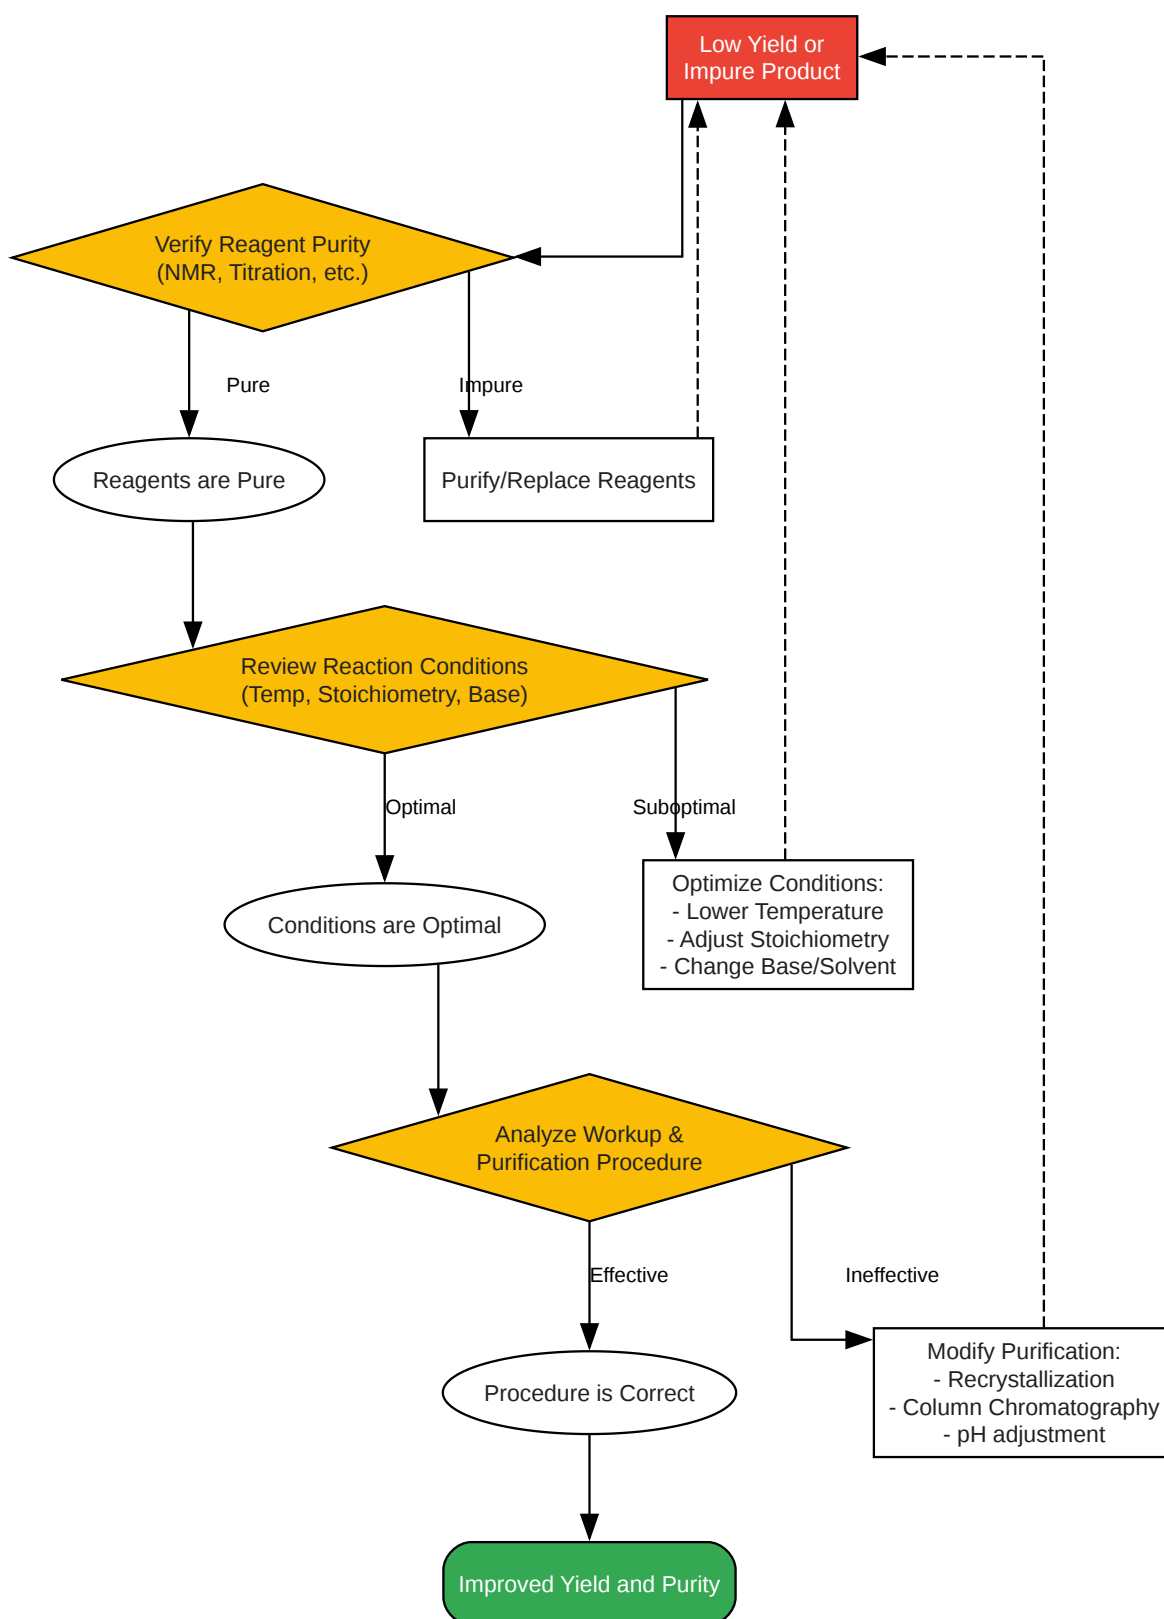 Low Yield or
Impure Product
Verify Reagent Purity
(NMR, Titration, etc.)
Pure
Impure
Reagents are Pure
Purify/Replace Reagents
Review Reaction Conditions
(Temp, Stoichiometry, Base)
Optimal
Suboptimal
Conditions are Optimal
Optimize Conditions:
- Lower Temperature
- Adjust Stoichiometry
- Change Base/Solvent
Analyze Workup &
Purification Procedure
Effective
Ineffective
Procedure is Correct
Modify Purification:
- Recrystallization
- Column Chromatography
- pH adjustment
Improved Yield and Purity